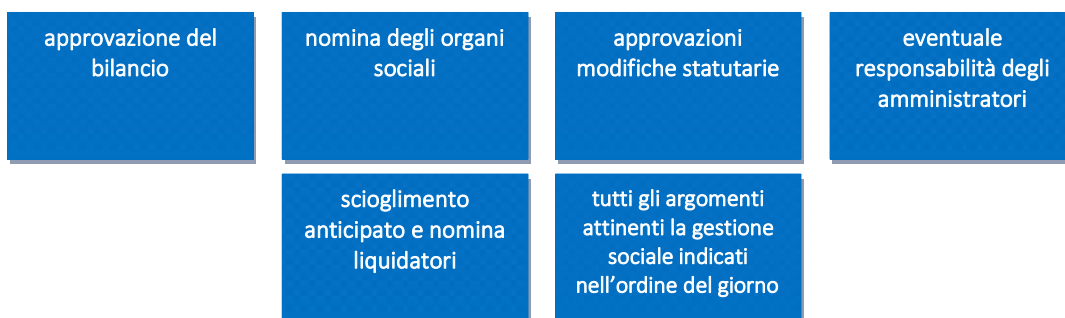 approvazione del
bilancio
nomina degli organi
sociali
approvazioni
modifiche statutarie
eventuale
responsabilità degli
amministratori
scioglimento
anticipato e nomina
liquidatori
tutti gli argomenti
attinenti la gestione
sociale indicati
nell’ordine del giorno